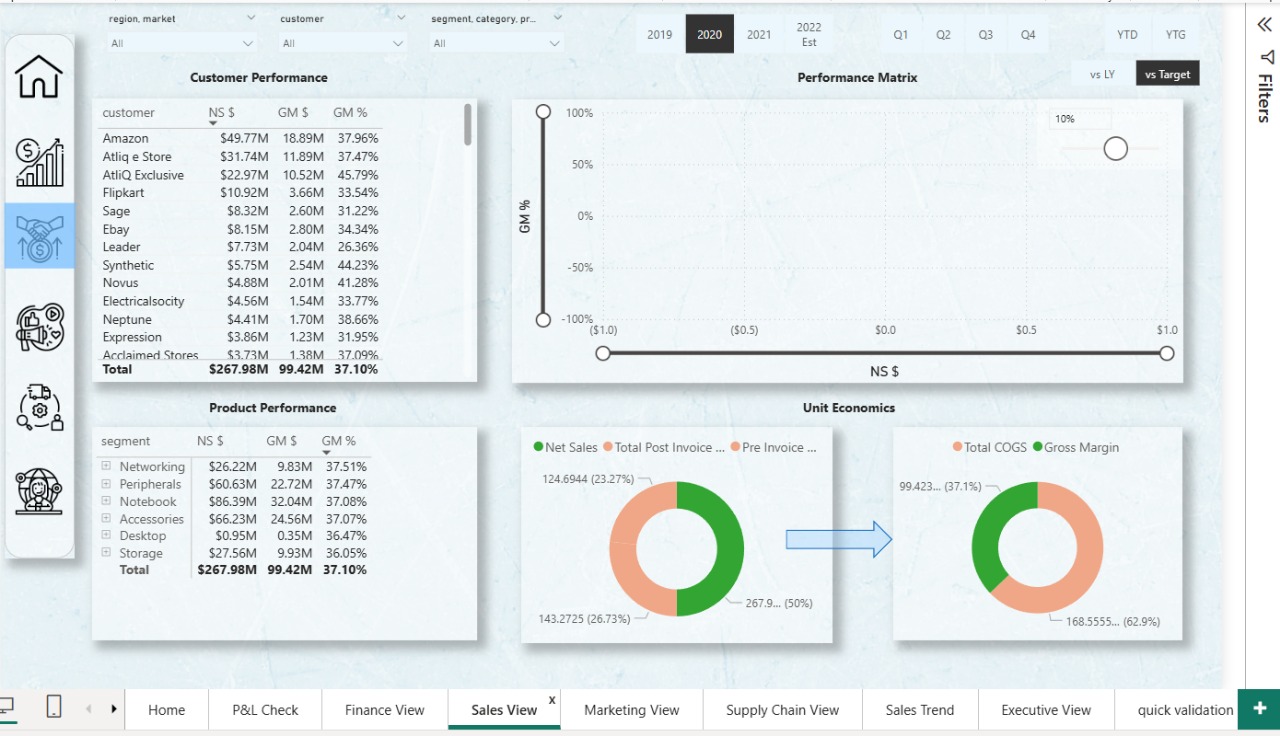 region, market customer segment, category, pr...
All All All
2019 2020 2021 2022 Est Q1 Q2 Q3 Q4 YTD YTG
vs LY vs Target
Filters
Customer Performance
customer NS $ GM $ GM %
Amazon $49.77M 18.89M 37.96%
Atliq e Store $31.74M 11.89M 37.47%
AtliQ Exclusive $22.97M 10.52M 45.79%
Flipkart $10.92M 3.66M 33.54%
Sage $8.32M 2.60M 31.22%
Ebay $8.15M 2.80M 34.34%
Leader $7.73M 2.04M 26.36%
Synthetic $5.75M 2.54M 44.23%
Novus $4.88M 2.01M 41.28%
Electricalsocity $4.56M 1.54M 33.77%
Neptune $4.41M 1.70M 38.66%
Expression $3.86M 1.23M 31.95%
Acclaimed Stores $3.73M 1.38M 37.09%
Total $267.98M 99.42M 37.10%
Performance Matrix
10%
GM %
100%
50%
0%
-50%
-100%
($1.0) ($0.5) $0.0 $0.5 $1.0
NS $
Product Performance
segment NS $ GM $ GM %
Networking $26.22M 9.83M 37.51%
Peripherals $60.63M 22.72M 37.47%
Notebook $86.39M 32.04M 37.08%
Accessories $66.23M 24.56M 37.07%
Desktop $0.95M 0.35M 36.47%
Storage $27.56M 9.93M 36.05%
Total $267.98M 99.42M 37.10%
Unit Economics
Net Sales Total Post Invoice ... Pre Invoice ...
124.6944 (23.27%)
267.9... (50%)
143.2725 (26.73%)
Total COGS Gross Margin
99.423... (37.1%)
168.5555... (62.9%)
Home P&L Check Finance View Sales View x Marketing View Supply Chain View Sales Trend Executive View quick validation +